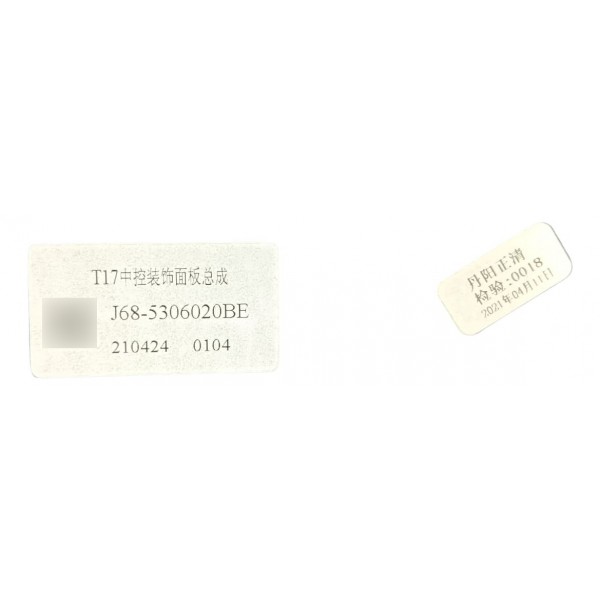 T17中控装饰面板总成
J68-5306020BE
210424 0104
丹阳正清
检验:0018
2021年04月11日